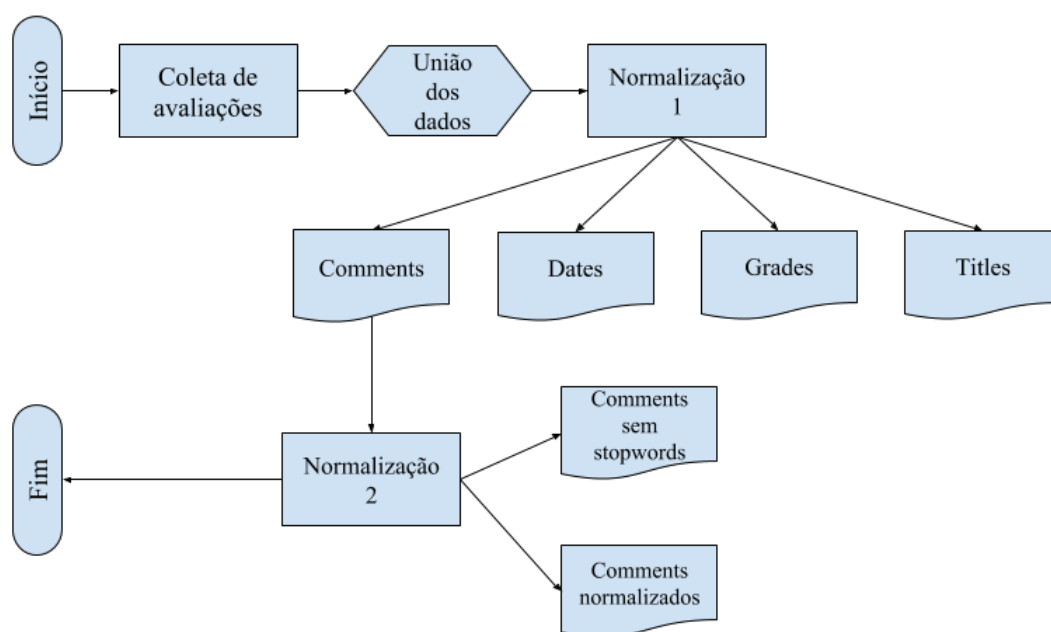 Início
Coleta de
avaliações
União
dos
dados
Normalização
1
Comments
Dates
Grades
Titles
Comments
sem
stopwords
Fim
Normalização
2
Comments
normalizados